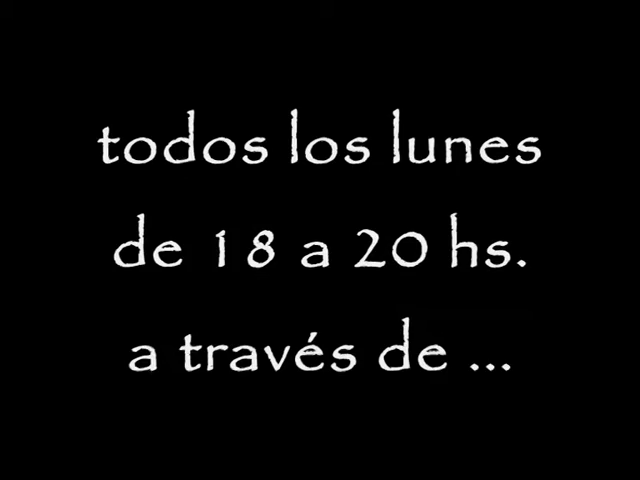 todos los lunes
de 18 a 20 hs.
a través de ...